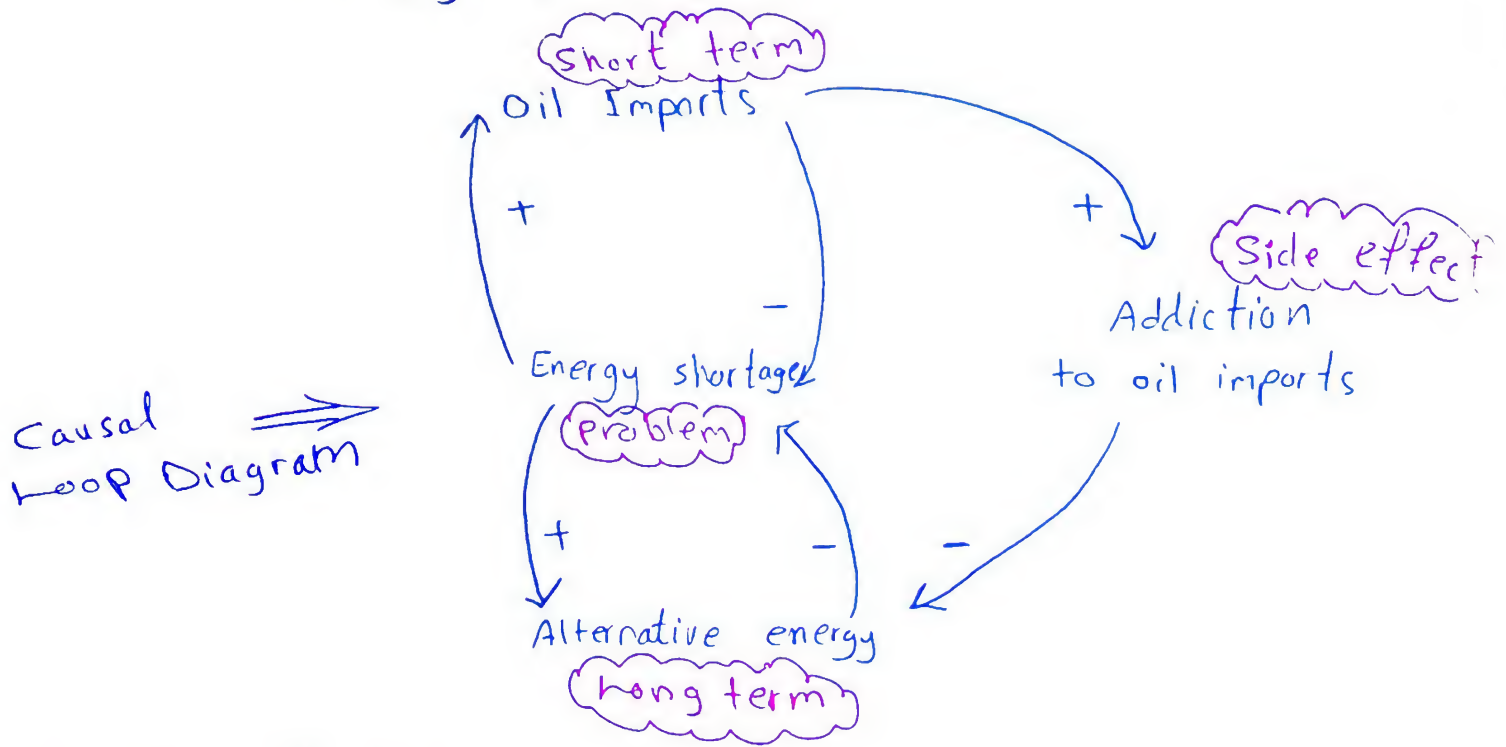 short term
Oil Imports
+
+
Side effect
-
Addiction
to oil imports
Energy shortage
Causal
Loop Diagram
problem
+
-
-
Alternative energy
Long term